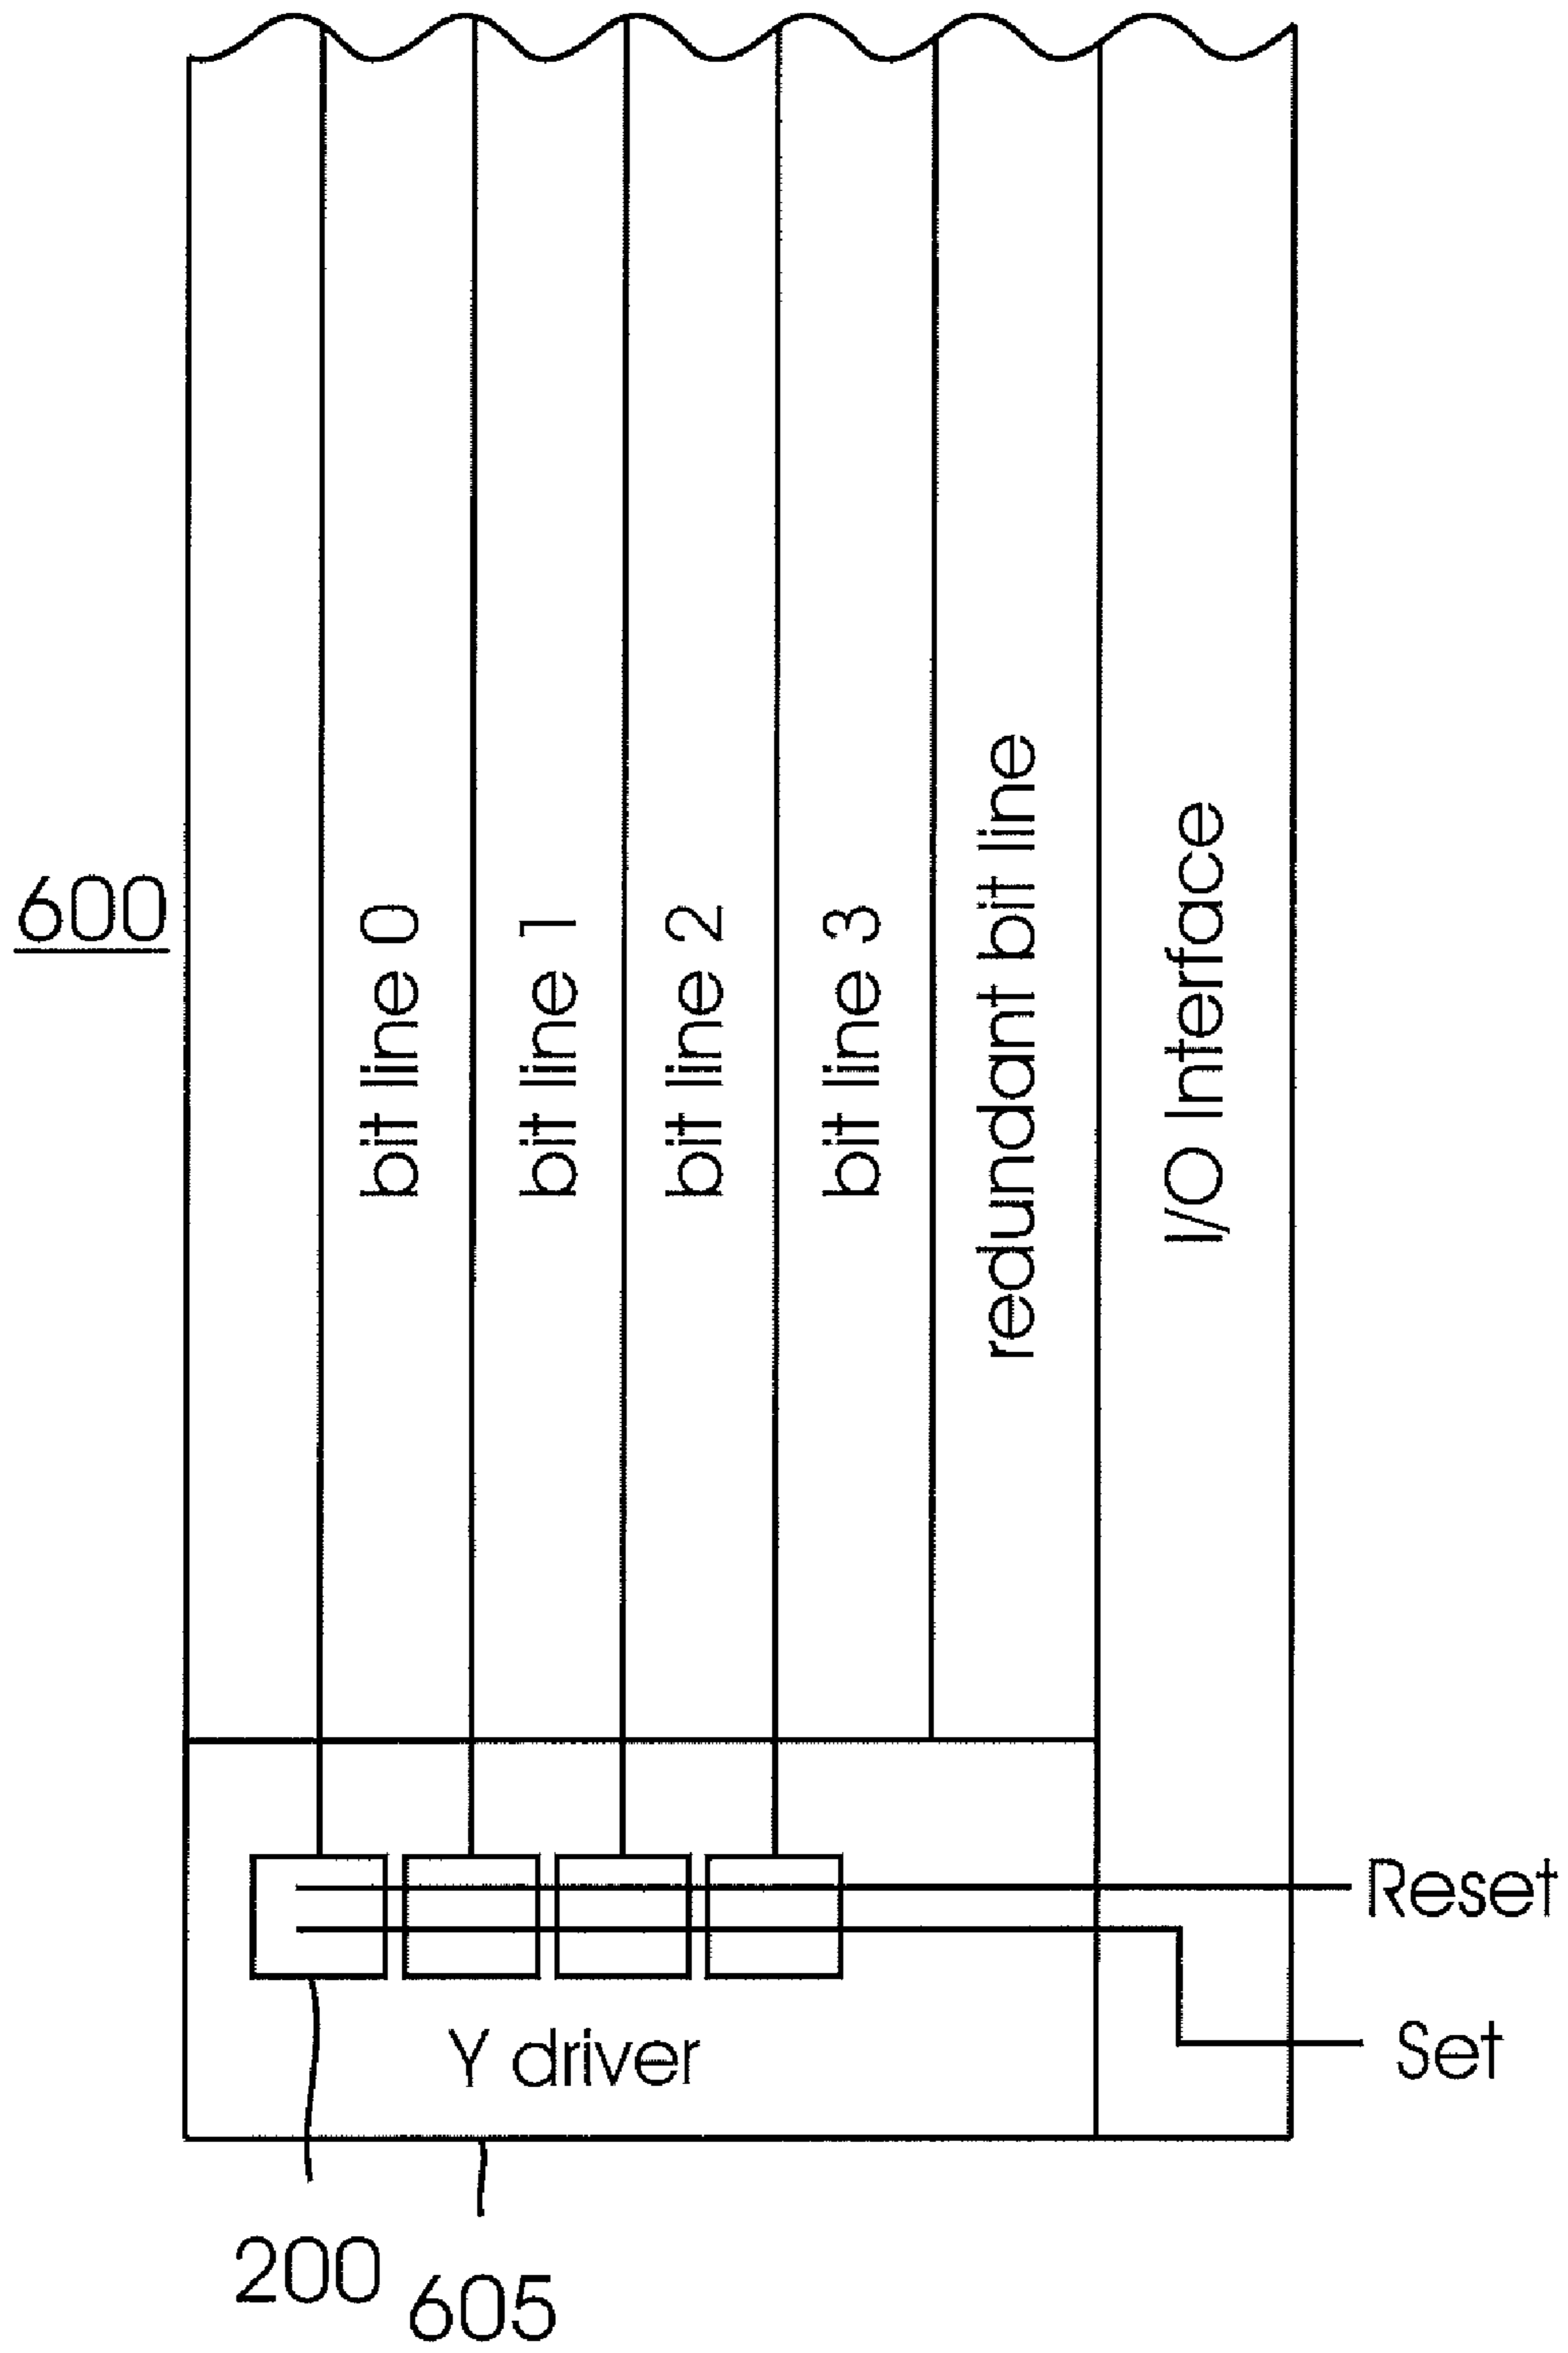 600
bit line 0
bit line 1
bit line 2
bit line 3
redundant bit line
I/O Interface
Reset
Set
Y driver
200
605